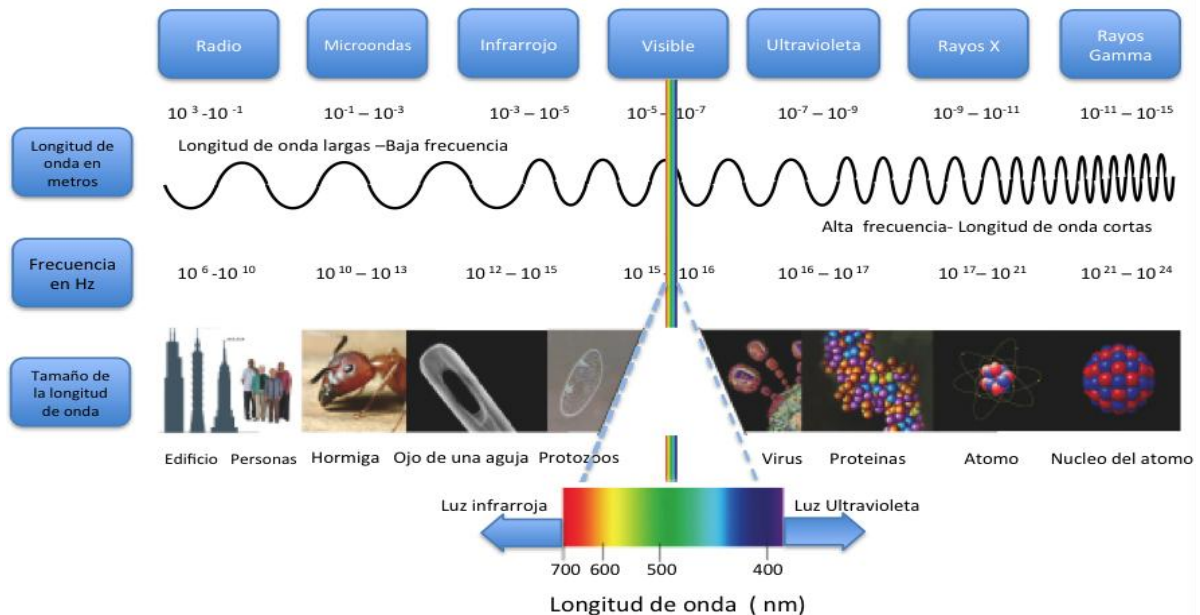 Radio
Microondas
Infrarrojo
Visible
Ultravioleta
Rayos X
Rayos
Gamma
10 ³ -10 ⁻¹
10⁻¹ – 10⁻³
10⁻³ – 10⁻⁵
10⁻⁵ – 10⁻⁷
10⁻⁷ – 10⁻⁹
10⁻⁹ – 10⁻¹¹
10⁻¹¹ – 10⁻¹⁵
Longitud de
onda en
metros
Longitud de onda largas –Baja frecuencia
Alta frecuencia- Longitud de onda cortas
Frecuencia
en Hz
10 ⁶ -10 ¹⁰
10 ¹⁰ – 10 ¹³
10 ¹² – 10 ¹⁵
10 ¹⁵ – 10 ¹⁶
10 ¹⁶ – 10 ¹⁷
10 ¹⁷ – 10 ²¹
10 ²¹ – 10 ²⁴
Tamaño de
la longitud
de onda
Edificio
Personas
Hormiga
Ojo de una aguja
Protozoos
Virus
Proteinas
Atomo
Nucleo del atomo
Luz infrarroja
Luz Ultravioleta
700 600 500 400
Longitud de onda ( nm)